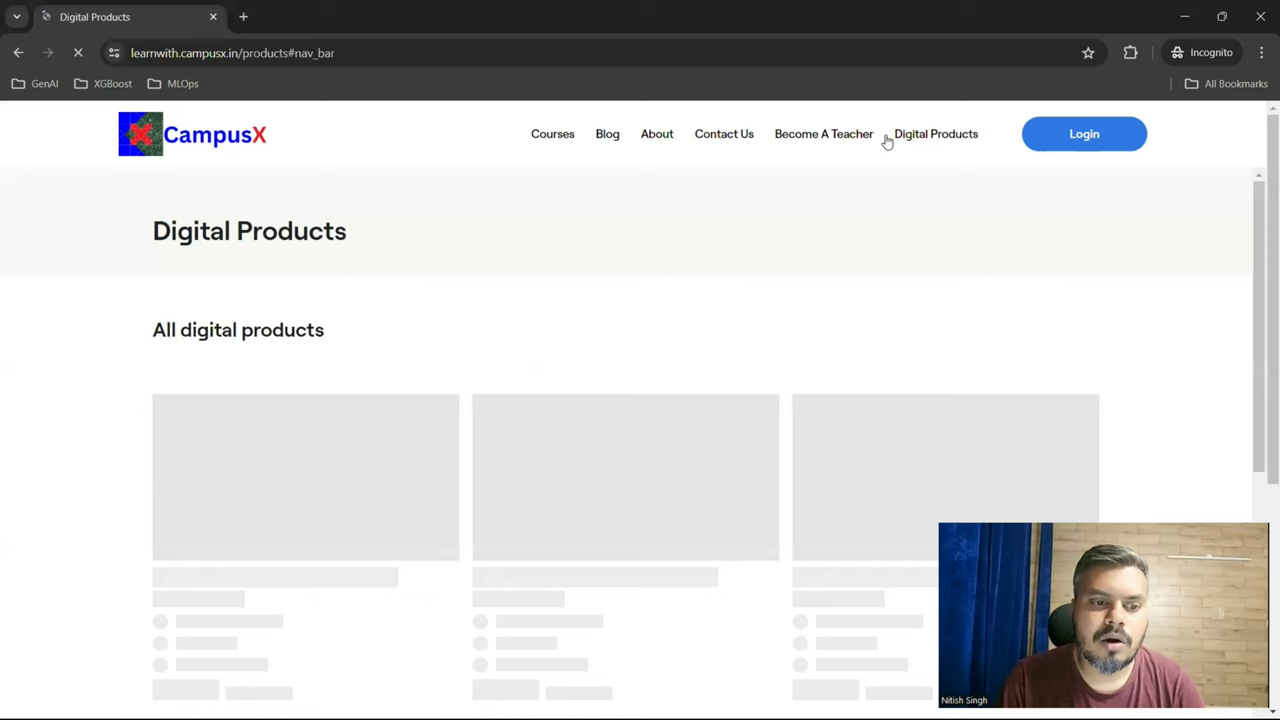 Digital Products
learnwith.campusx.in/products#nav_bar
Incognito
GenAI XGBoost MLOps All Bookmarks
CampusX Courses Blog About Contact Us Become A Teacher Digital Products Login
Digital Products
All digital products
Nitish Singh